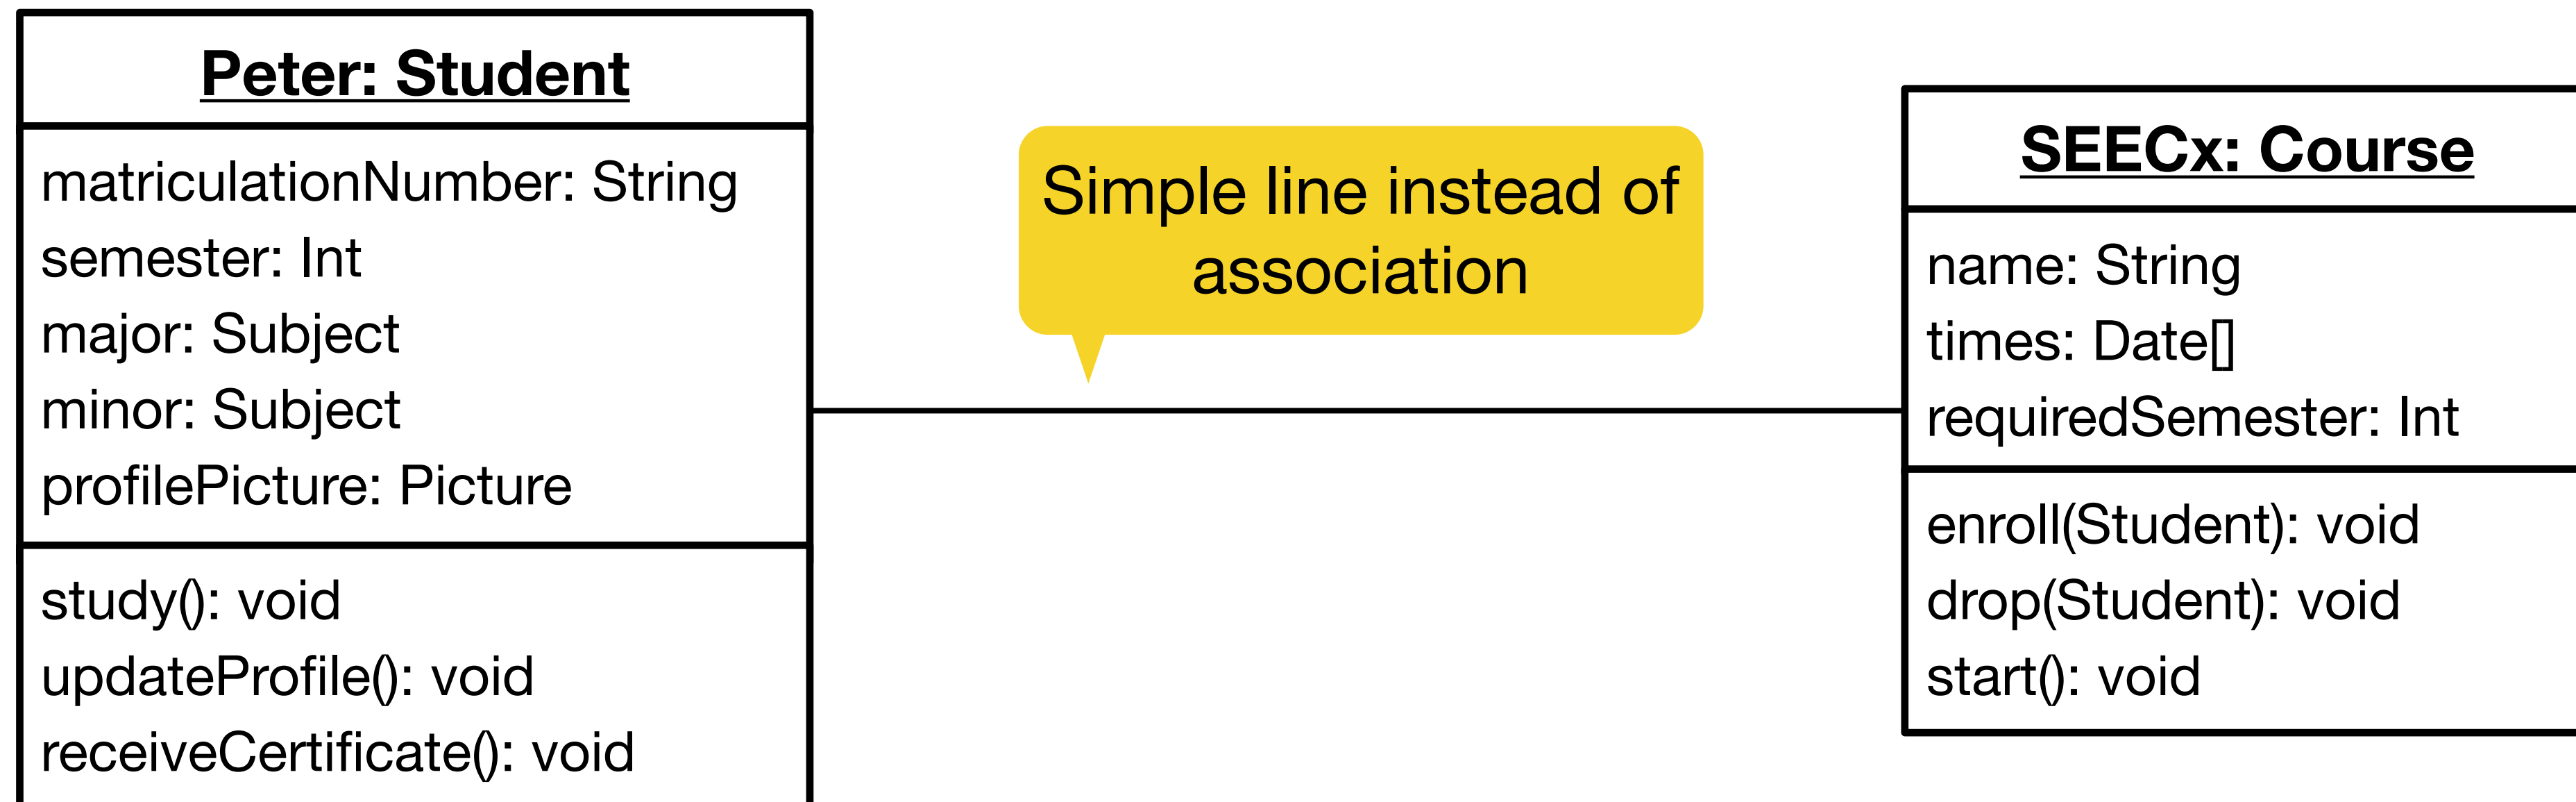 Peter: Student
matriculationNumber: String
semester: Int
major: Subject
minor: Subject
profilePicture: Picture
study(): void
updateProfile(): void
receiveCertificate(): void
Simple line instead of
association
SEECx: Course
name: String
times: Date[]
requiredSemester: Int
enroll(Student): void
drop(Student): void
start(): void